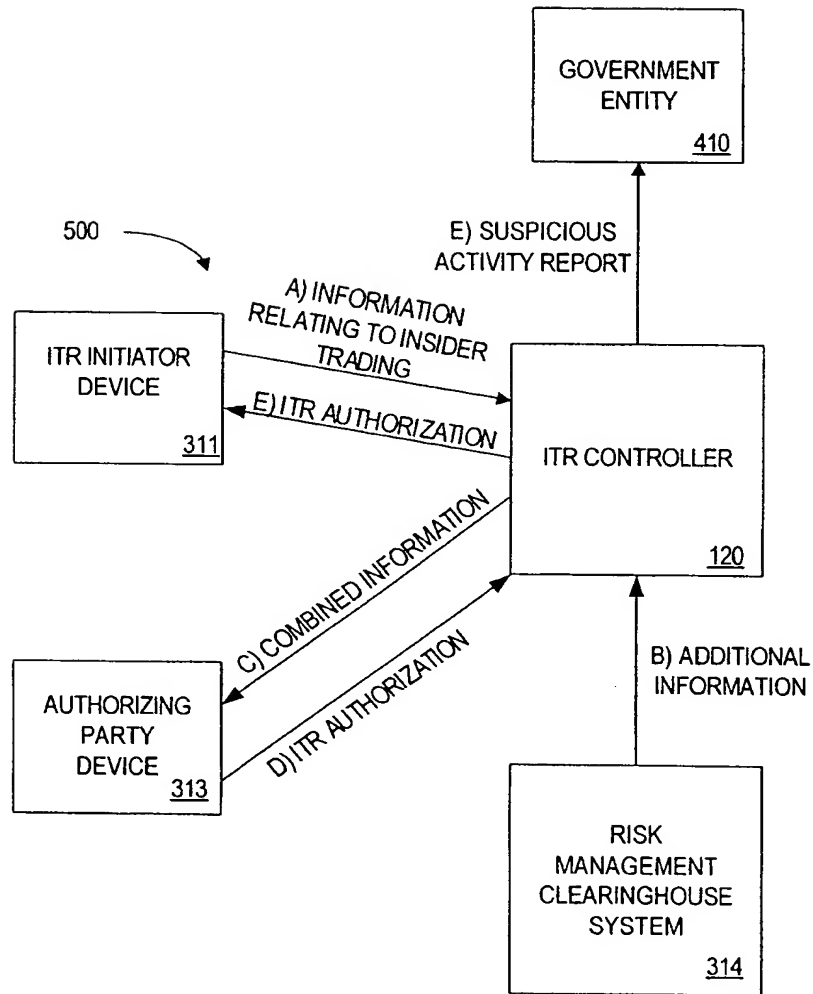 GOVERNMENT
ENTITY
410
E) SUSPICIOUS
ACTIVITY REPORT
500
A) INFORMATION
RELATING TO INSIDER
TRADING
E) ITR AUTHORIZATION
ITR INITIATOR
DEVICE
311
ITR CONTROLLER
120
C) COMBINED INFORMATION
D) ITR AUTHORIZATION
AUTHORIZING
PARTY
DEVICE
313
B) ADDITIONAL
INFORMATION
RISK
MANAGEMENT
CLEARINGHOUSE
SYSTEM
314